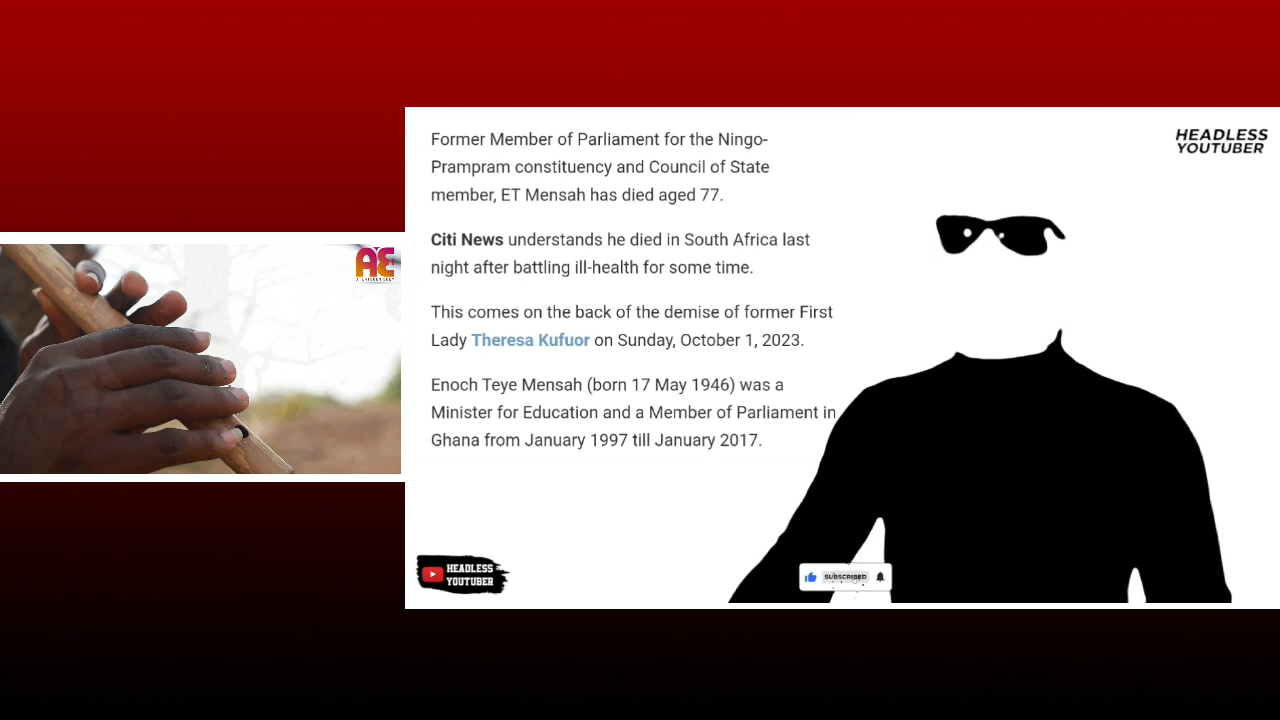 Former Member of Parliament for the Ningo-
Prampram constituency and Council of State
member, ET Mensah has died aged 77.
Citi News understands he died in South Africa last
night after battling ill-health for some time.
This comes on the back of the demise of former First
Lady Theresa Kufuor on Sunday, October 1, 2023.
Enoch Teye Mensah (born 17 May 1946) was a
Minister for Education and a Member of Parliament in
Ghana from January 1997 till January 2017.
HEADLESS
YOUTUBER
AE
HEADLESS
YOUTUBER
SUBSCRIBED